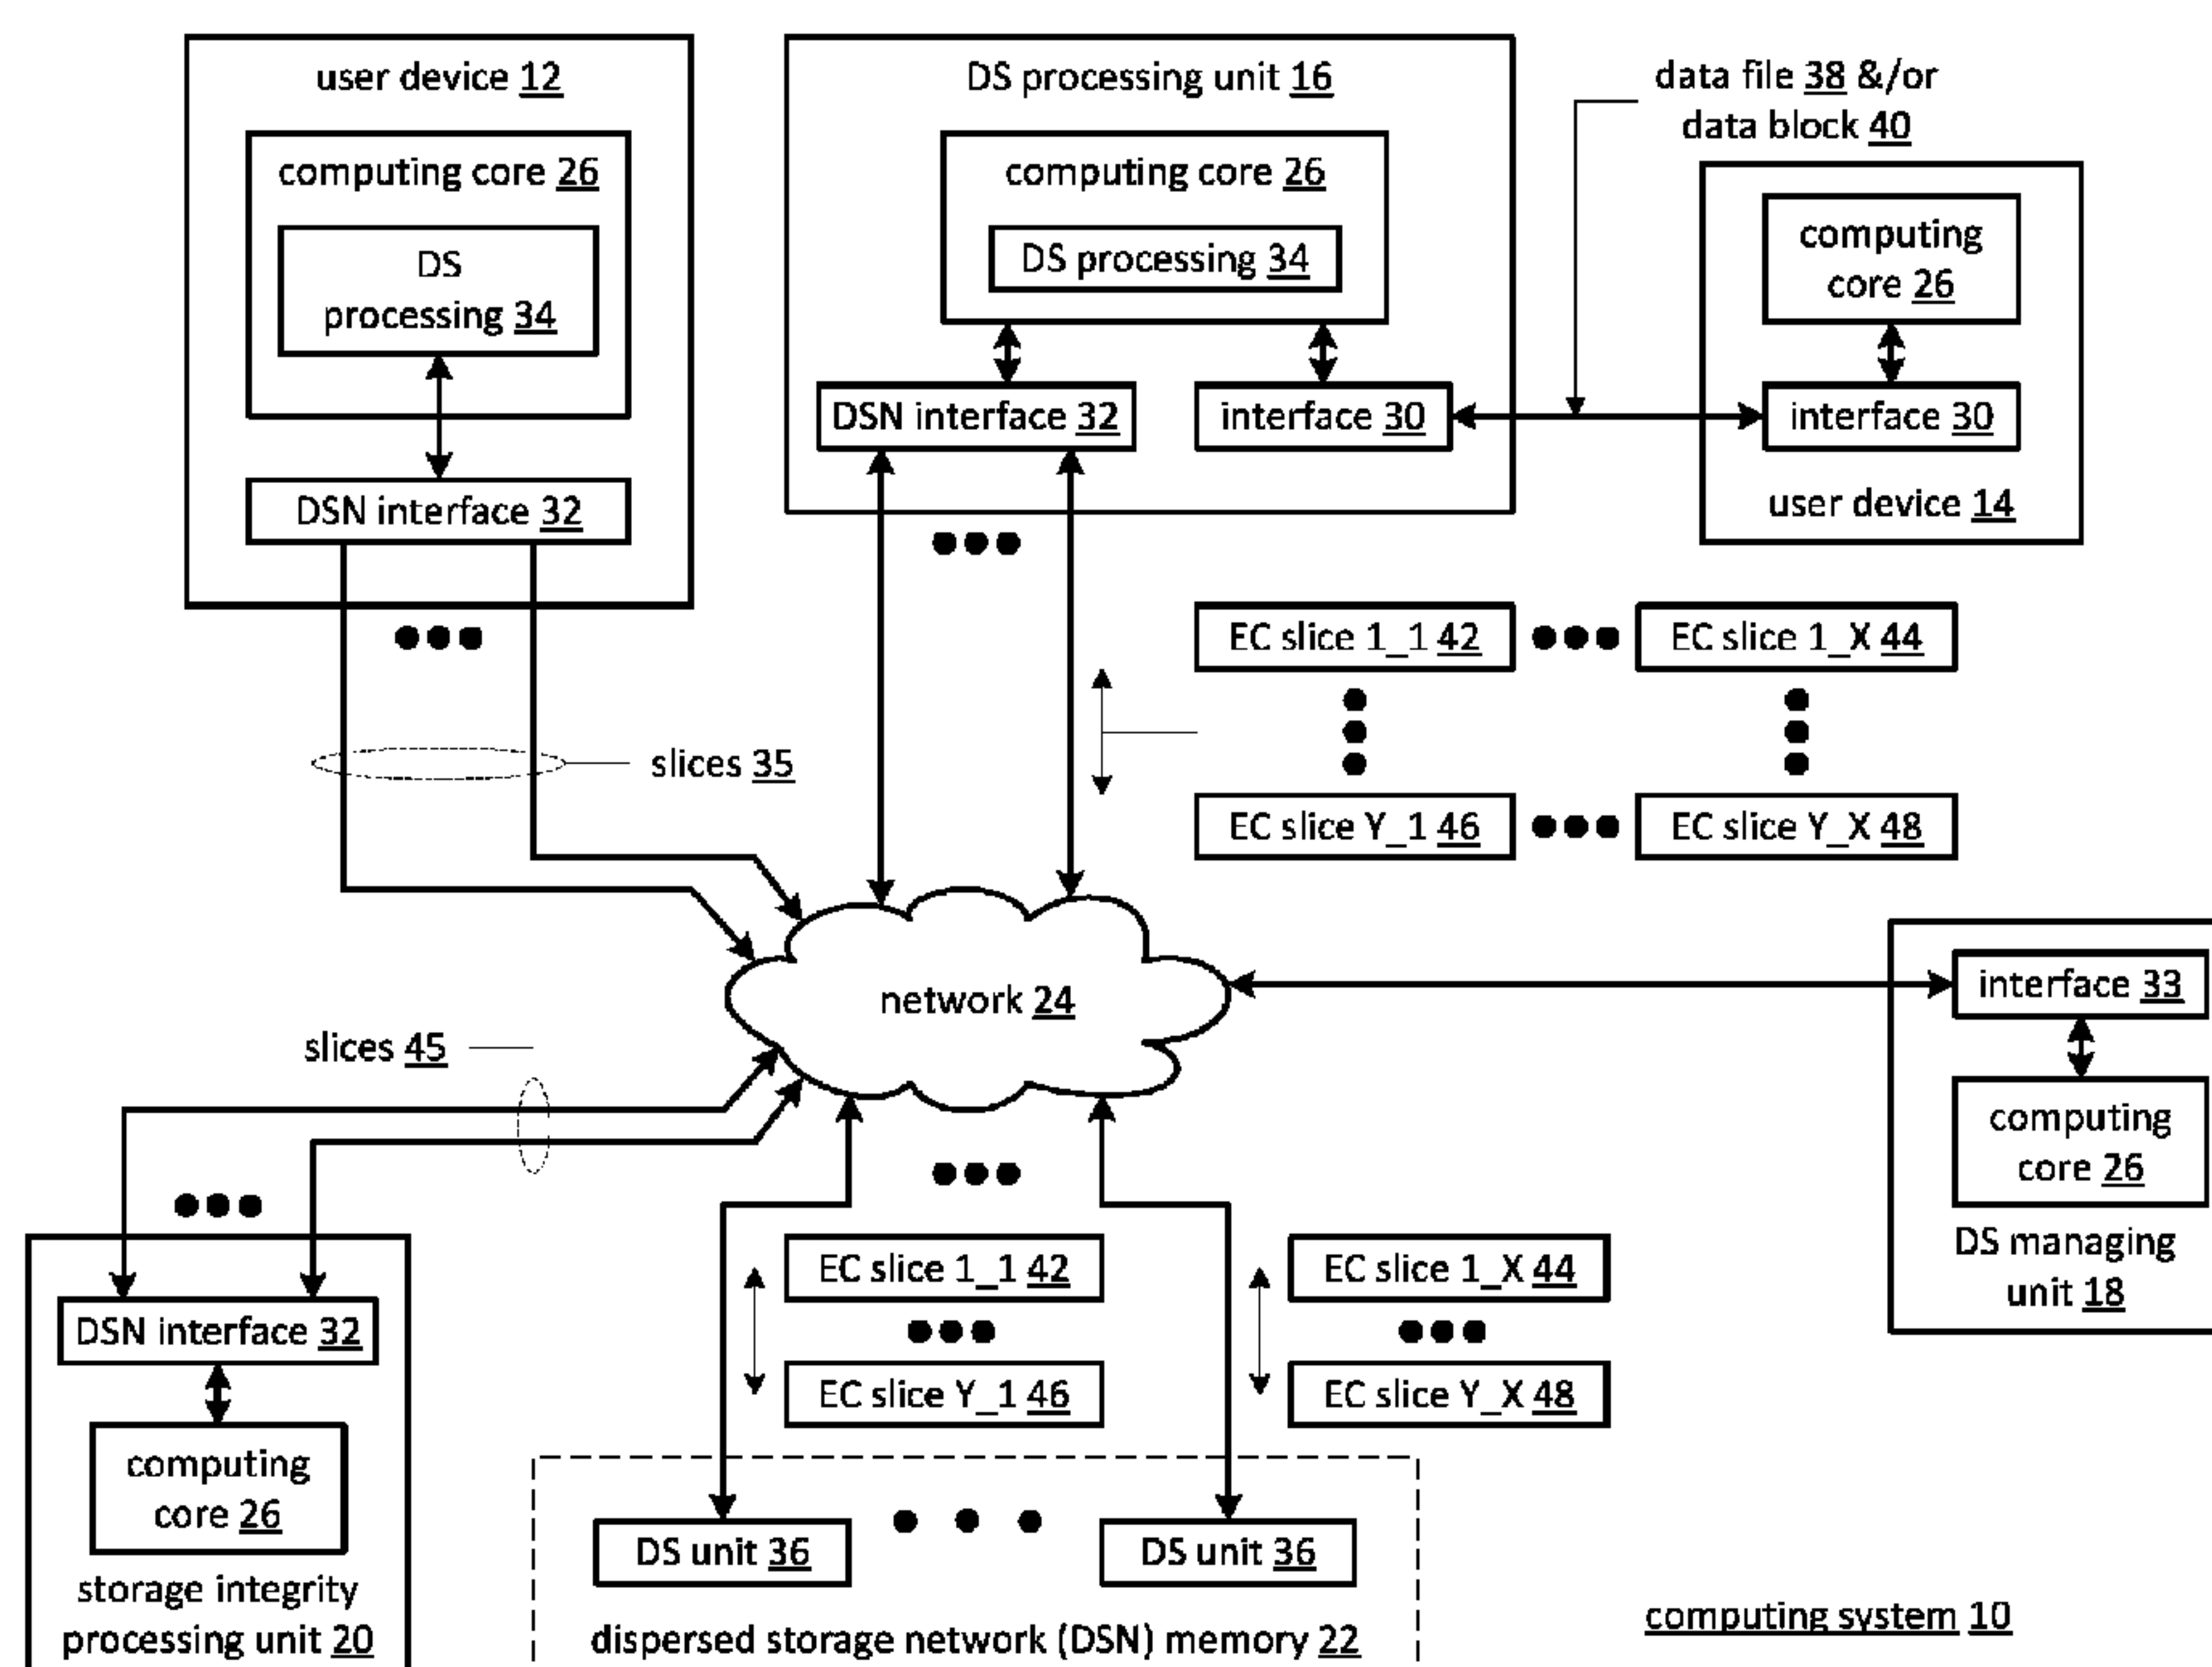 user device 12
computing core 26
DS
processing 34
DSN interface 32
DS processing unit 16
computing core 26
DS processing 34
DSN interface 32
interface 30
data file 38 &/or
data block 40
computing
core 26
interface 30
user device 14
slices 35
EC slice 1_1 42
EC slice 1_X 44
EC slice Y_1 46
EC slice Y_X 48
network 24
interface 33
computing
core 26
DS managing
unit 18
slices 45
DSN interface 32
computing
core 26
storage integrity
processing unit 20
EC slice 1_1 42
EC slice 1_X 44
EC slice Y_1 46
EC slice Y_X 48
DS unit 36
DS unit 36
dispersed storage network (DSN) memory 22
computing system 10